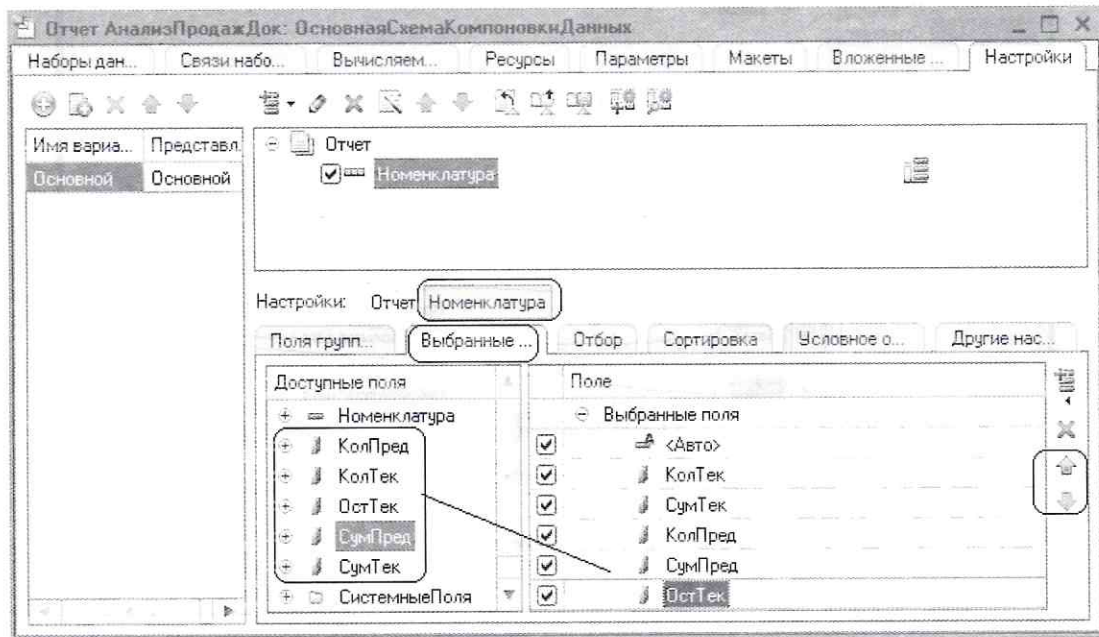 Отчет АнализПродажДок: ОсновнаяСхемаКомпоновкиДанных
Наборы дан... Связи набо... Вычисляем... Ресурсы Параметры Макеты Вложенные ... Настройки
Имя вариа... Представл.
Основной Основной
Отчет
Номенклатура
Настройки: Отчет Номенклатура
Поля групп... Выбранные ... Отбор Сортировка Условное о... Другие нас...
Доступные поля Поле
Номенклатура Выбранные поля
КолПред <Авто>
КолТек КолТек
ОстТек СумТек
СумПред КолПред
СумТек СумПред
СистемныеПоля ОстТек